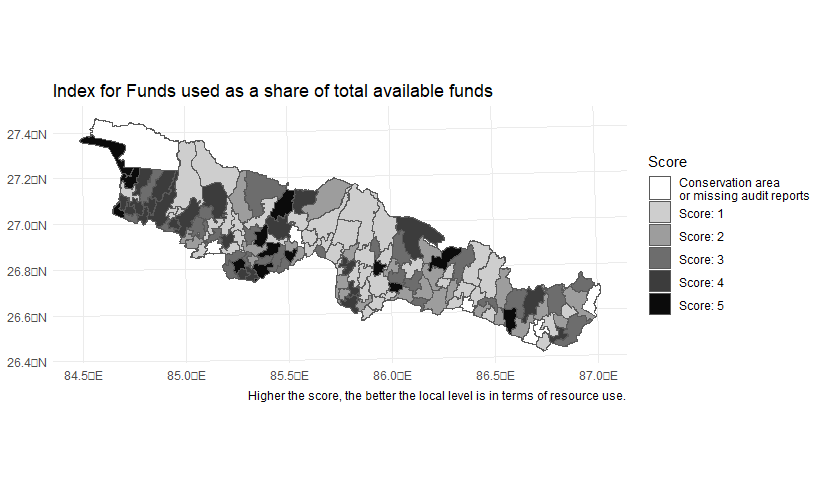 Index for Funds used as a share of total available funds
27.4□N
27.2□N
27.0□N
26.8□N
26.6□N
26.4□N
84.5□E
85.0□E
85.5□E
86.0□E
86.5□E
87.0□E
Higher the score, the better the local level is in terms of resource use.
Score
Conservation area
or missing audit reports
Score: 1
Score: 2
Score: 3
Score: 4
Score: 5